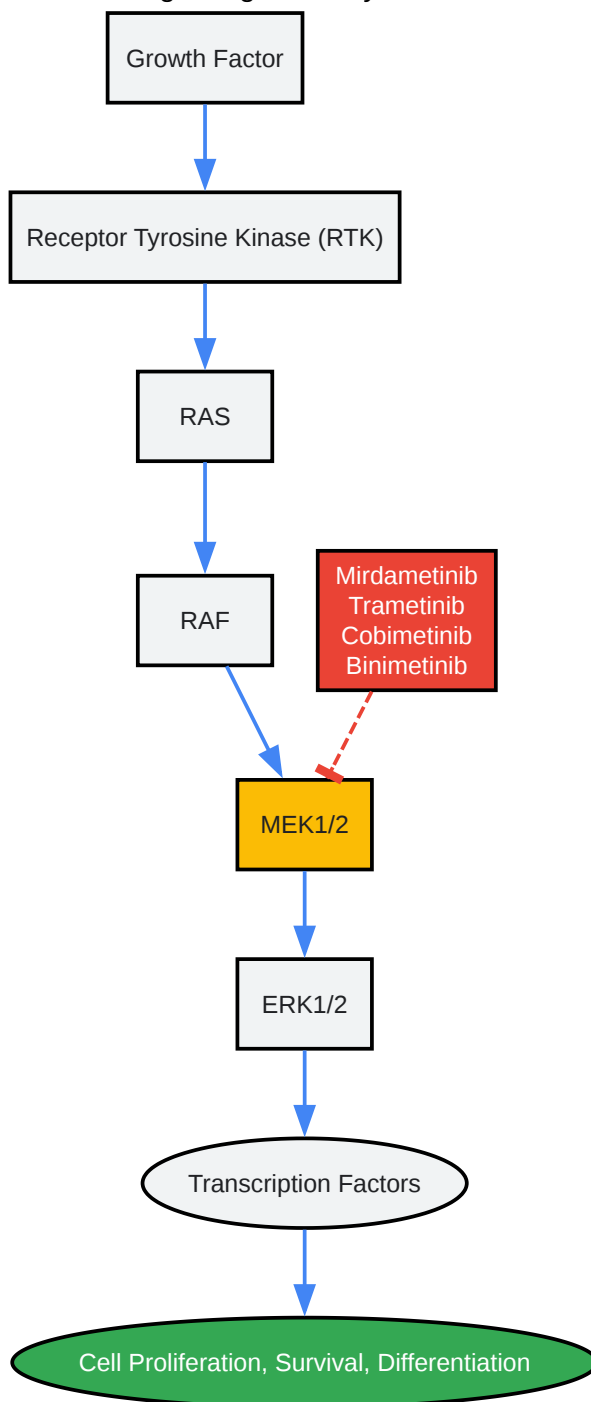 Growth Factor
Receptor Tyrosine Kinase (RTK)
RAS
RAF
Mirdametinib
Trametinib
Cobimetinib
Binimetinib
MEK1/2
ERK1/2
Transcription Factors
Cell Proliferation, Survival, Differentiation